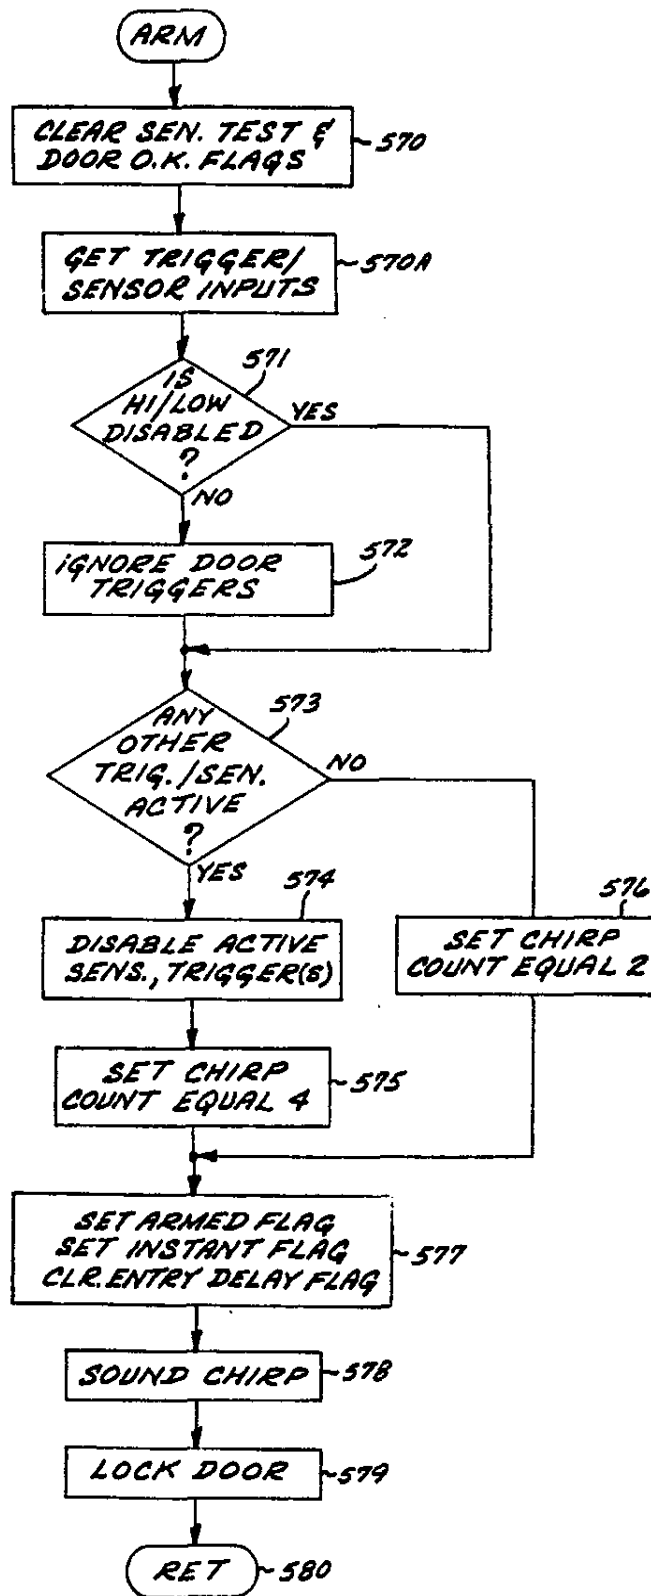 ARM
CLEAR SEN. TEST &
DOOR O.K. FLAGS
570
GET TRIGGER/
SENSOR INPUTS
570A
571
IS
HI/LOW
DISABLED
?
YES
NO
IGNORE DOOR
TRIGGERS
572
573
ANY
OTHER
TRIG./SEN.
ACTIVE
?
NO
YES
574
DISABLE ACTIVE
SENS., TRIGGER(S)
576
SET CHIRP
COUNT EQUAL 2
SET CHIRP
COUNT EQUAL 4
575
SET ARMED FLAG
SET INSTANT FLAG
CLR. ENTRY DELAY FLAG
577
SOUND CHIRP
578
LOCK DOOR
579
RET
580